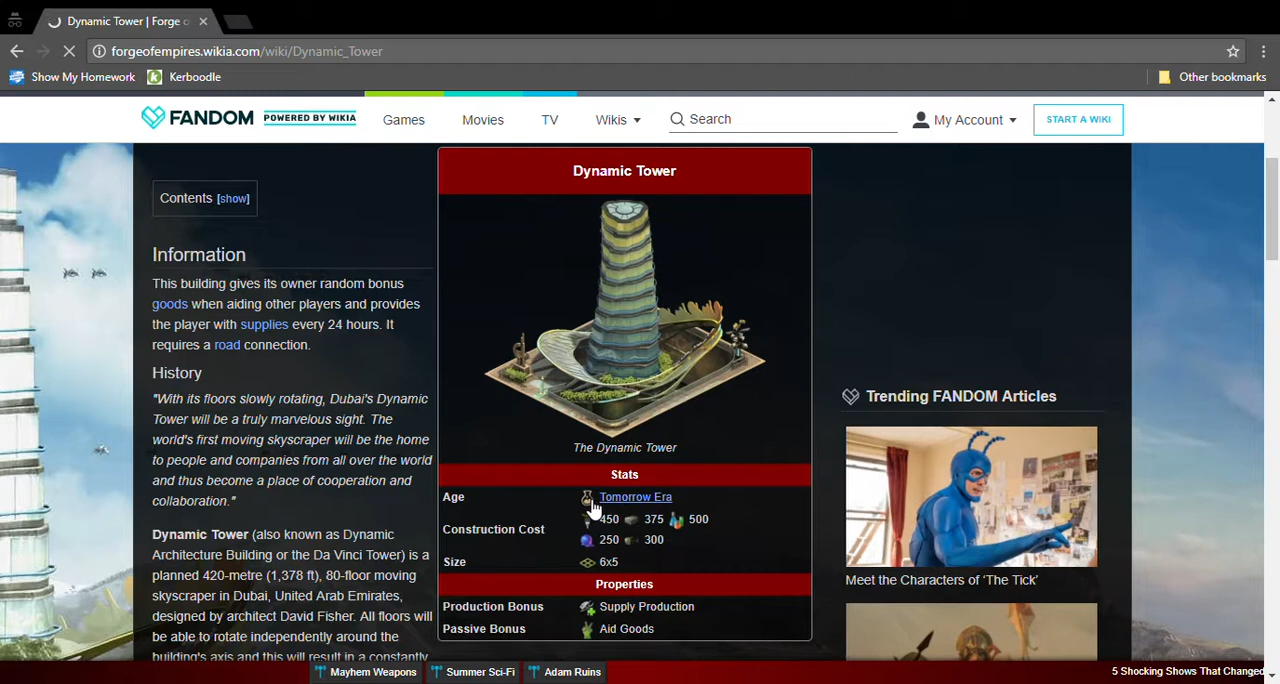 Dynamic Tower | Forge o
forgeofempires.wikia.com/wiki/Dynamic_Tower
Show My Homework
Kerboodle
Other bookmarks
FANDOM POWERED BY WIKIA
Games
Movies
TV
Wikis
Search
My Account
START A WIKI
Contents [show]
Information
This building gives its owner random bonus
goods when aiding other players and provides
the player with supplies every 24 hours. It
requires a road connection.
History
"With its floors slowly rotating, Dubai's Dynamic
Tower will be a truly marvelous sight. The
world's first moving skyscraper will be the home
to people and companies from all over the world
and thus become a place of cooperation and
collaboration."
Dynamic Tower (also known as Dynamic
Architecture Building or the Da Vinci Tower) is a
planned 420-metre (1,378 ft), 80-floor moving
skyscraper in Dubai, United Arab Emirates,
designed by architect David Fisher. All floors will
be able to rotate independently around the
building's axis and this will result in a constantly
Dynamic Tower
The Dynamic Tower
Stats
Age Tomorrow Era
Construction Cost 450 375 500
250 300
Size 6x5
Properties
Production Bonus Supply Production
Passive Bonus Aid Goods
Trending FANDOM Articles
Meet the Characters of 'The Tick'
Mayhem Weapons
Summer Sci-Fi
Adam Ruins
5 Shocking Shows That Changed